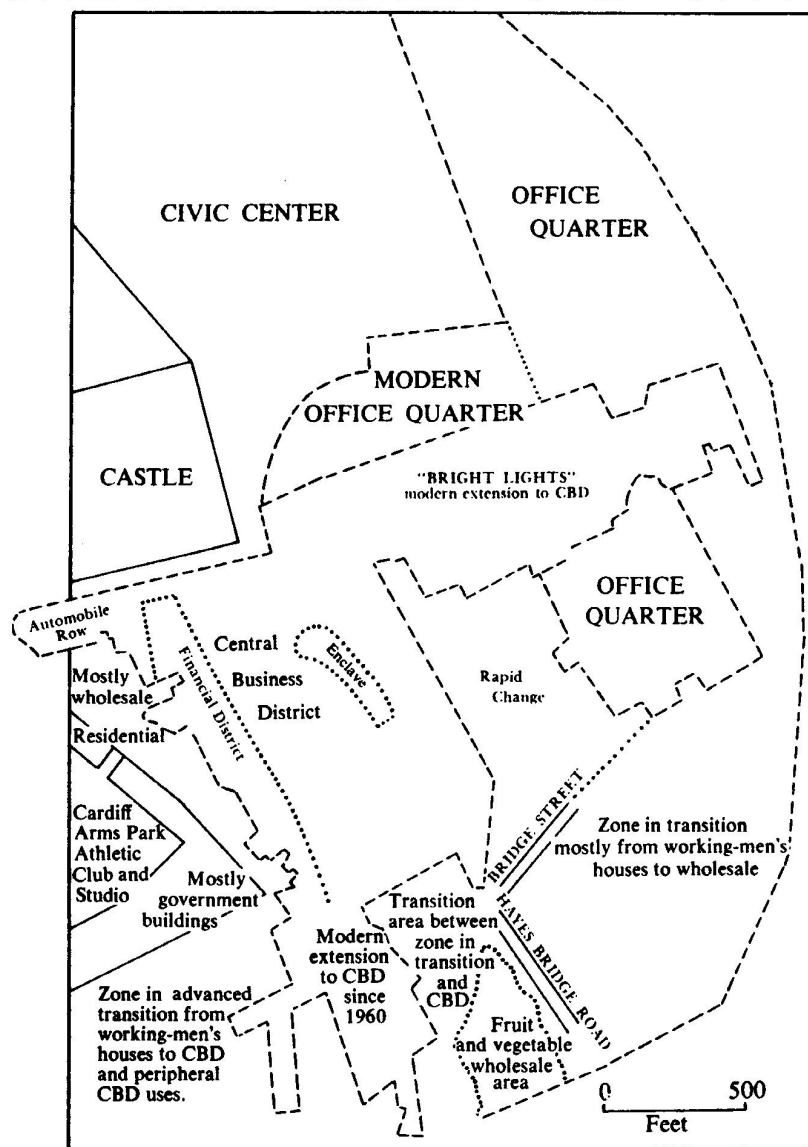 CIVIC CENTER
OFFICE
QUARTER
MODERN
OFFICE QUARTER
CASTLE
"BRIGHT LIGHTS"
modern extension to CBD
OFFICE
QUARTER
Automobile
Row
Central
Business
District
Enclave
Financial District
Rapid
Change
Mostly
wholesale
Residential
Cardiff
Arms Park
Athletic
Club and
Studio
Mostly
government
buildings
BRIDGE STREET
Zone in transition
mostly from working-men's
houses to wholesale
HAYES BRIDGE ROAD
Transition
area between
zone in
transition
and
CBD
Modern
extension
to CBD
since
1960
Zone in advanced
transition from
working-men's
houses to CBD
and peripheral
CBD uses.
Fruit
and vegetable
wholesale
area
0 500
Feet